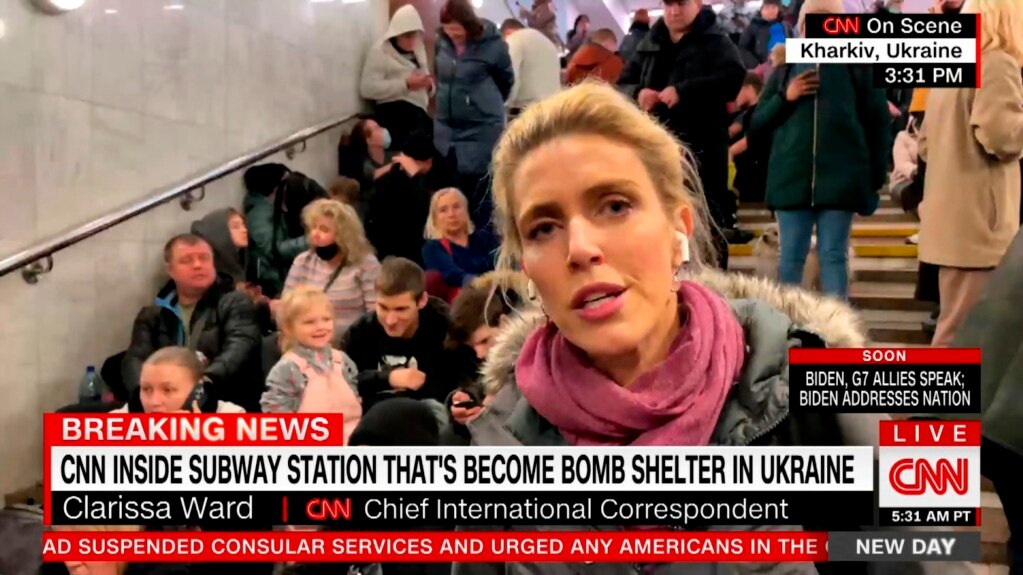 CNN On Scene
Kharkiv, Ukraine
3:31 PM
SOON
BIDEN, G7 ALLIES SPEAK;
BIDEN ADDRESSES NATION
BREAKING NEWS
CNN INSIDE SUBWAY STATION THAT'S BECOME BOMB SHELTER IN UKRAINE
Clarissa Ward | CNN Chief International Correspondent
LIVE
CNN
5:31 AM PT
AD SUSPENDED CONSULAR SERVICES AND URGED ANY AMERICANS IN THE
NEW DAY